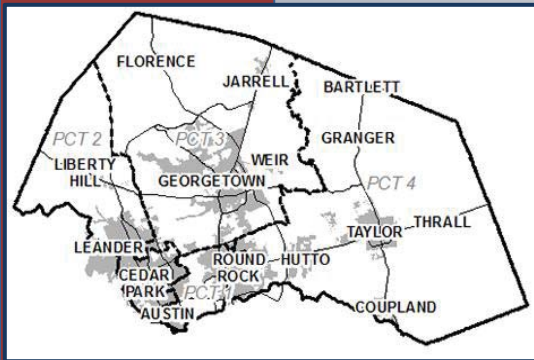 FLORENCE
JARRELL
BARTLETT
PCT 2
PCT 3
GRANGER
LIBERTY
HILL
WEIR
GEORGETOWN
PCT 4
THRALL
TAYLOR
LEANDER
ROUND
ROCK
HUTTO
CEDAR
PARK
PCT 1
AUSTIN
COUPLAND